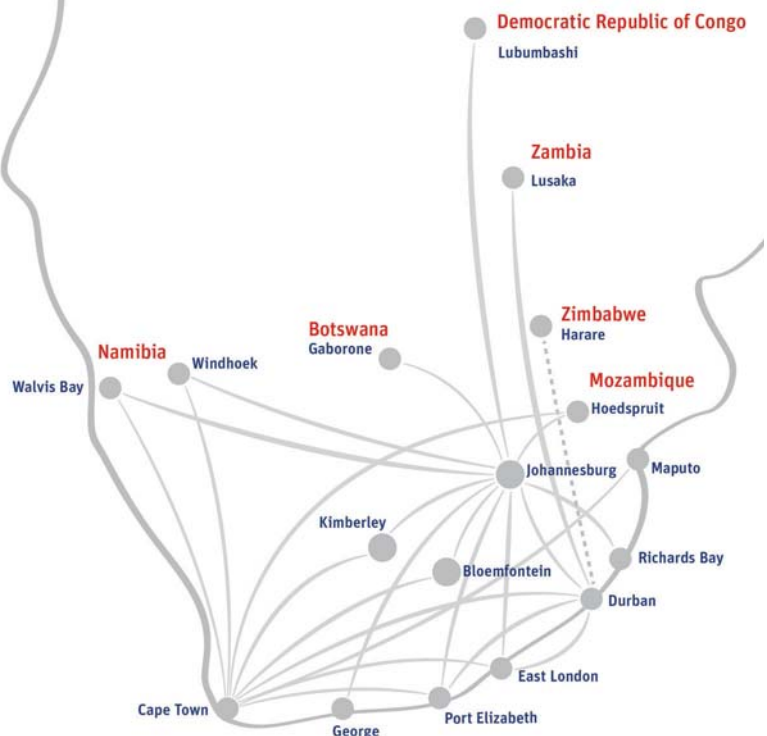 Democratic Republic of Congo
Lubumbashi
Zambia
Lusaka
Zimbabwe
Harare
Botswana
Gaborone
Namibia
Windhoek
Walvis Bay
Mozambique
Hoedspruit
Johannesburg
Maputo
Kimberley
Bloemfontein
Richards Bay
Durban
East London
Cape Town
Port Elizabeth
George